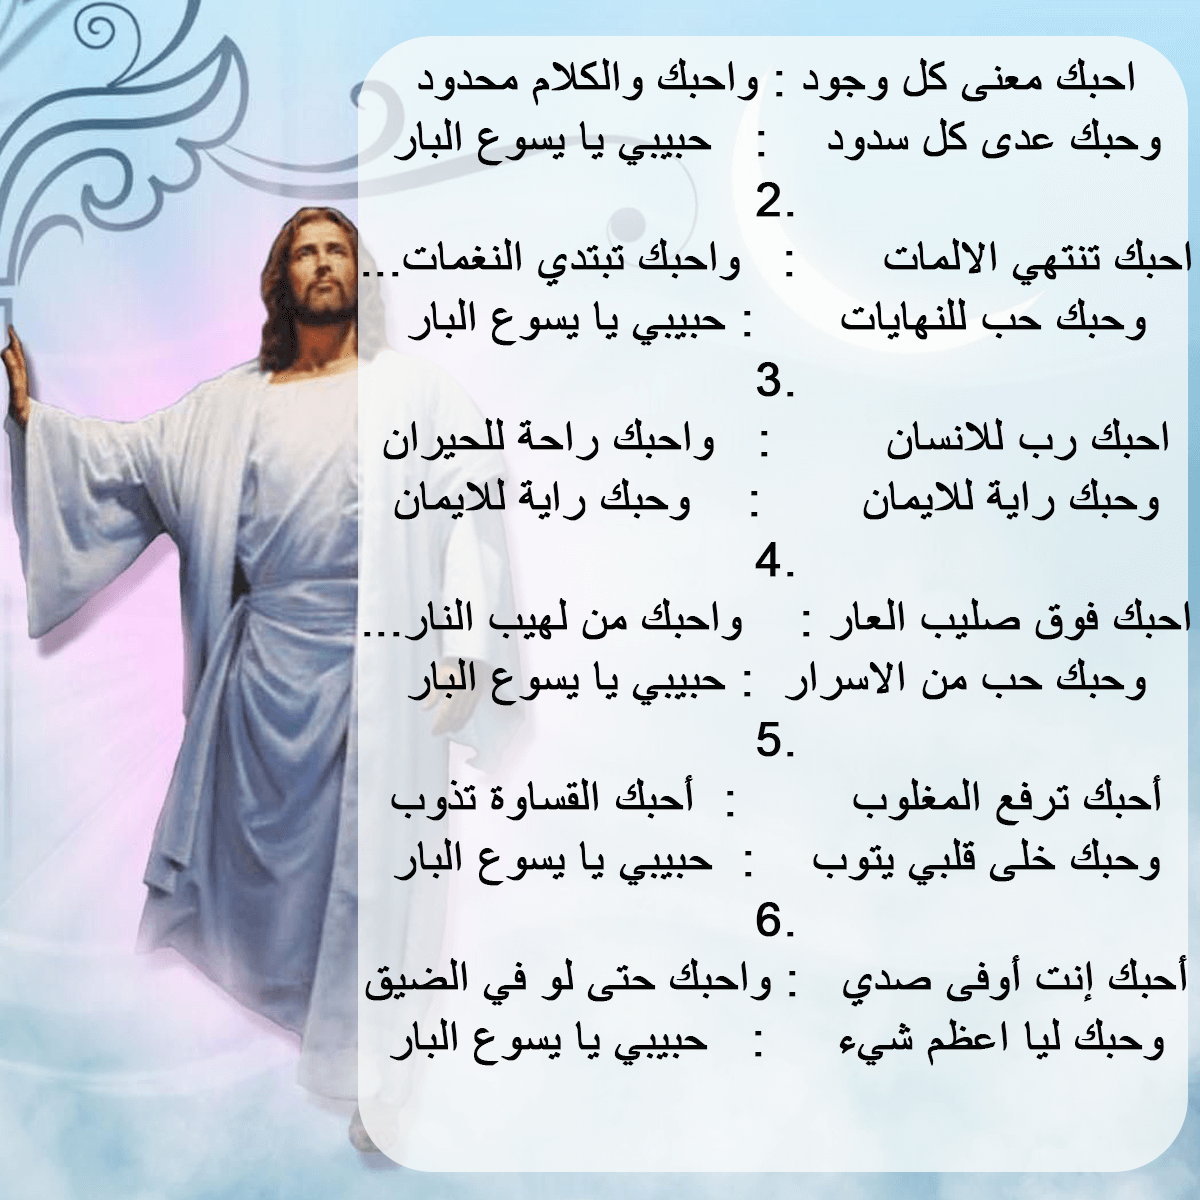 احبك معنى كل وجود : واحبك والكلام محدود
وحبك عدى كل سدود : حبيبي يا يسوع البار
2.
احبك تنتهي الالمات : واحبك تبتدي النغمات...
وحبك حب للنهايات : حبيبي يا يسوع البار
3.
احبك رب للانسان : واحبك راحة للحيران
وحبك راية للايمان : وحبك راية للايمان
4.
احبك فوق صليب العار : واحبك من لهيب النار...
وحبك حب من الاسرار : حبيبي يا يسوع البار
5.
أحبك ترفع المغلوب : أحبك القساوة تذوب
وحبك خلى قلبي يتوب : حبيبي يا يسوع البار
6.
أحبك إنت أوفى صدي : واحبك حتى لو في الضيق
وحبك ليا اعظم شيء : حبيبي يا يسوع البار